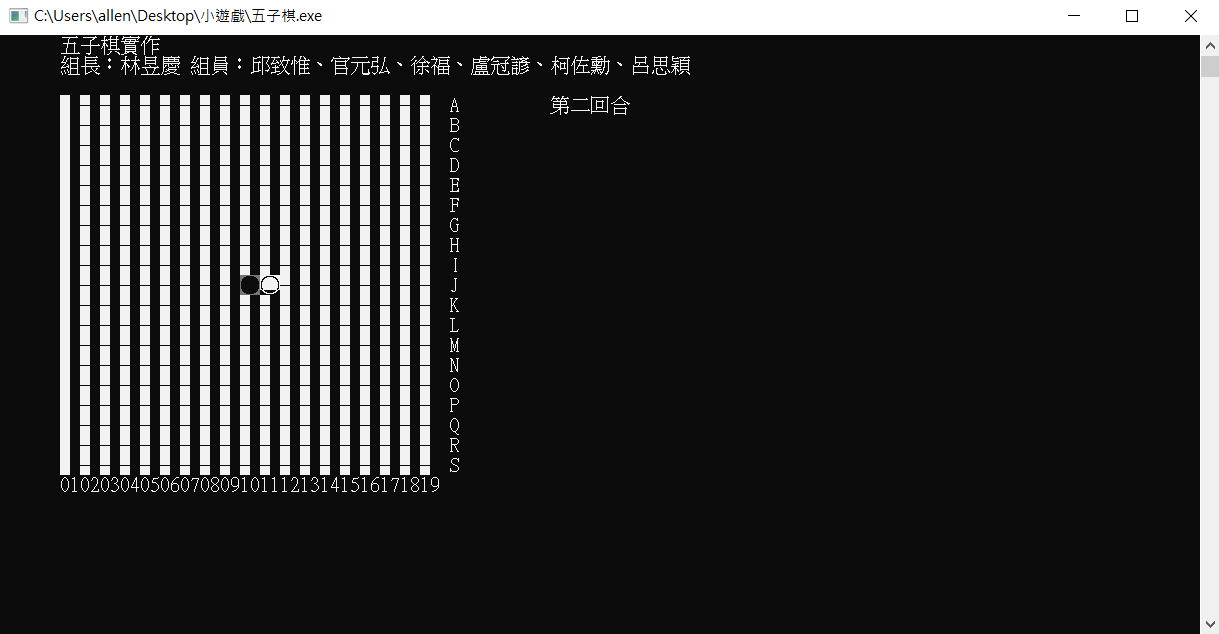 C:\Users\allen\Desktop\小遊戲\五子棋.exe
五子棋實作
組長：林昱慶 組員：邱致惟、官元弘、徐福、盧冠諺、柯佐勳、呂思穎
A 第二回合
B
C
D
E
F
G
H
I
J
K
L
M
N
O
P
Q
R
S
01020304050607080910111213141516171819